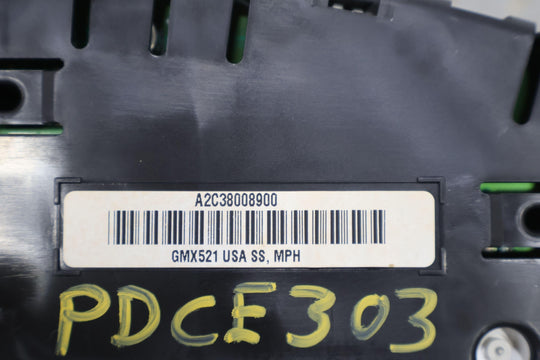 A2C38008900
GMX521 USA SS, MPH
PDCE303